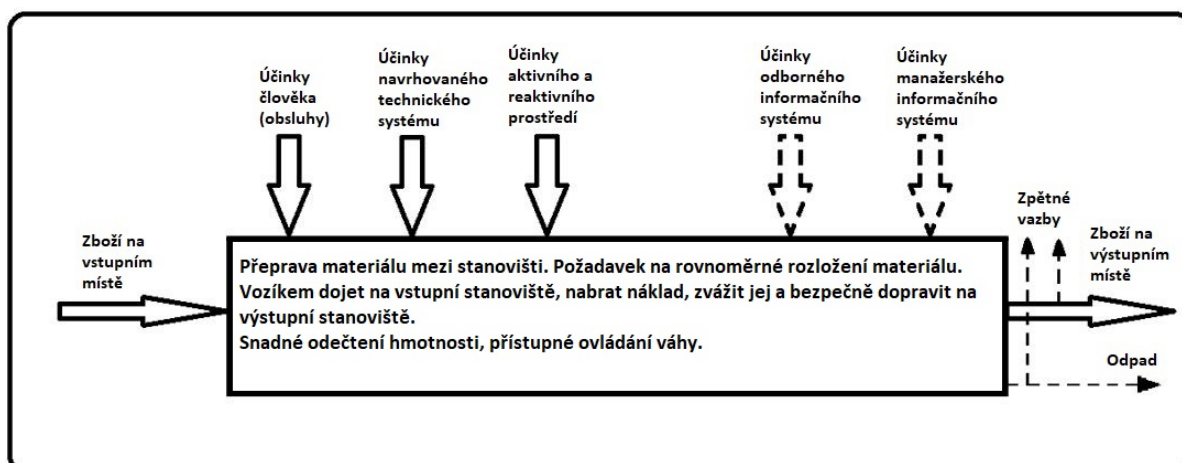 Účinky
člověka
(obsluhy)
Účinky
navrhovaného
technického
systému
Účinky
aktivního a
reaktivního
prostředí
Účinky
odborného
informačního
systému
Účinky
manažerského
informačního
systému
Zboží na
vstupním
místě
Přeprava materiálu mezi stanovišti. Požadavek na rovnoměrné rozložení materiálu.
Vozíkem dojet na vstupní stanoviště, nabrat náklad, zvážit jej a bezpečně dopravit na
výstupní stanoviště.
Snadné odečtení hmotnosti, přístupné ovládání váhy.
Zpětné
vazby
Zboží na
výstupním
místě
Odpad